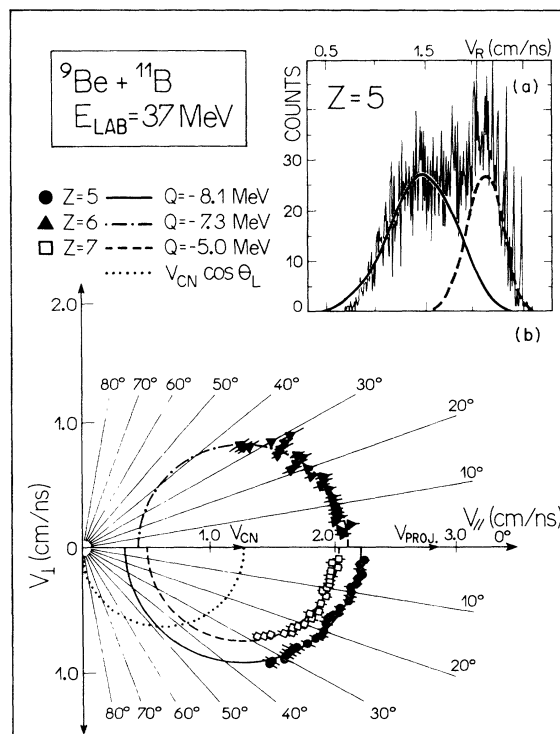 ⁹Be + ¹¹B
E_LAB = 37 MeV
Z=5 Q=-8.1 MeV
Z=6 Q=-7.3 MeV
Z=7 Q=-5.0 MeV
V_CN COS θ_L
0.5 1.5 V_R (cm/ns)
(a)
Z=5
COUNTS
50
40
30
20
10
0
(b)
2.0
1.0
0
1.0
V⊥ (cm/ns)
80° 70° 60° 50° 40° 30°
20°
10°
V// (cm/ns)
1.0 V_CN 2.0 V_PROJ. 3.0 0°
10°
20°
80° 70° 60° 50° 40° 30°